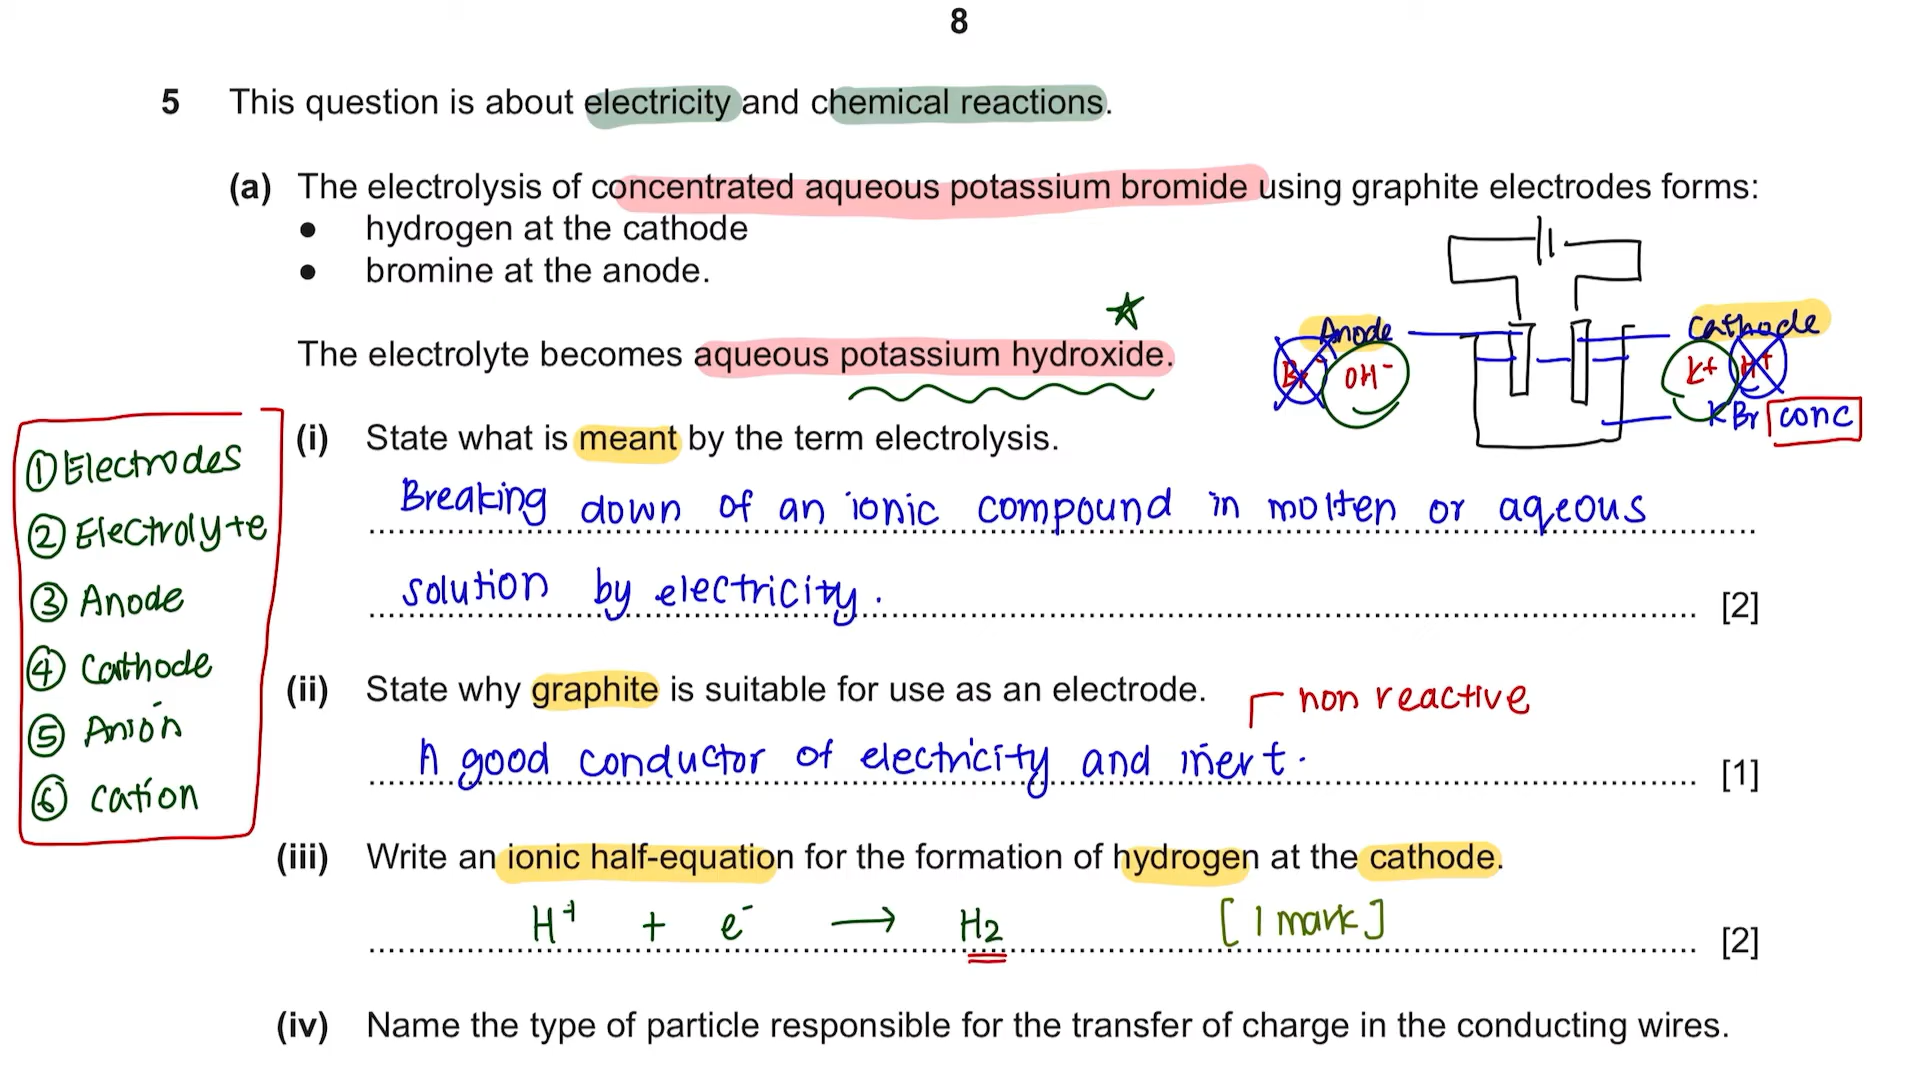 8
5 This question is about electricity and chemical reactions.
(a) The electrolysis of concentrated aqueous potassium bromide using graphite electrodes forms:
• hydrogen at the cathode
• bromine at the anode.
The electrolyte becomes aqueous potassium hydroxide.
Anode
Cathode
Br⁻ OH⁻
K+ H+
KBr conc
① Electrodes
② Electrolyte
③ Anode
④ Cathode
⑤ Anion
⑥ Cation
(i) State what is meant by the term electrolysis.
Breaking down of an ionic compound in molten or aqeous
solution by electricity.
[2]
(ii) State why graphite is suitable for use as an electrode.
non reactive
A good conductor of electricity and inert.
[1]
(iii) Write an ionic half-equation for the formation of hydrogen at the cathode.
H⁺ + e⁻ → H₂ [1 mark]
[2]
(iv) Name the type of particle responsible for the transfer of charge in the conducting wires.